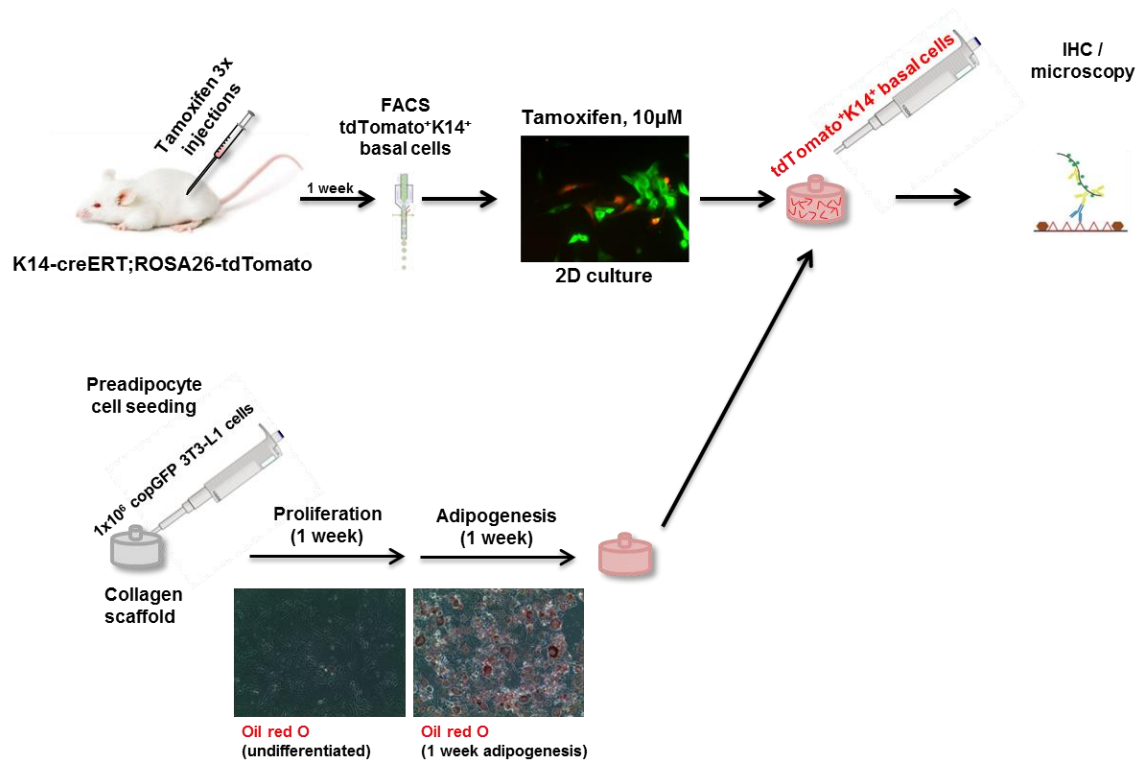 Tamoxifen 3x
injections
K14-creERT;ROSA26-tdTomato
1 week
FACS
tdTomato⁺K14⁺
basal cells
Tamoxifen, 10µM
2D culture
tdTomato⁺K14⁺ basal cells
IHC /
microscopy
Preadipocyte
cell seeding
1x10⁶ copGFP 3T3-L1 cells
Collagen
scaffold
Proliferation
(1 week)
Adipogenesis
(1 week)
Oil red O
(undifferentiated)
Oil red O
(1 week adipogenesis)